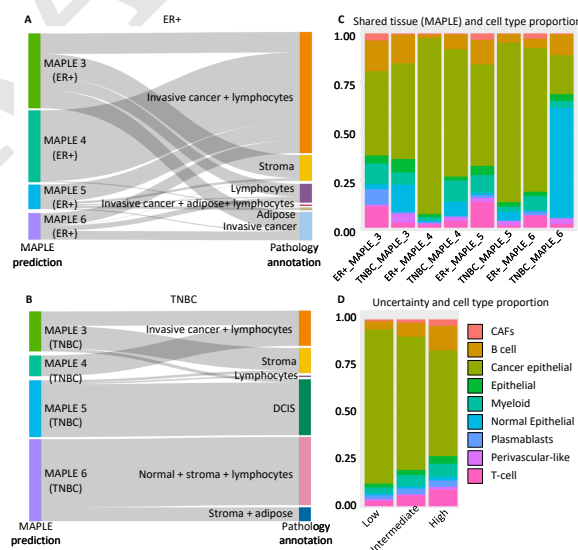 A
ER+
MAPLE 3
(ER+)
MAPLE 4
(ER+)
MAPLE 5
(ER+)
MAPLE 6
(ER+)
MAPLE
prediction
Invasive cancer + lymphocytes
Stroma
Lymphocytes
Invasive cancer + adipose+ lymphocytes
Adipose
Invasive cancer
Pathology
annotation
B
TNBC
MAPLE 3
(TNBC)
MAPLE 4
(TNBC)
MAPLE 5
(TNBC)
MAPLE 6
(TNBC)
MAPLE
prediction
Invasive cancer + lymphocytes
Stroma
Lymphocytes
DCIS
Normal + stroma + lymphocytes
Stroma + adipose
Pathology
annotation
C
Shared tissue (MAPLE) and cell type proportion
1.00
0.75
0.50
0.25
0.00
ER+_MAPLE_3
TNBC_MAPLE_3
ER+_MAPLE_4
TNBC_MAPLE_4
ER+_MAPLE_5
TNBC_MAPLE_5
ER+_MAPLE_6
TNBC_MAPLE_6
D
Uncertainty and cell type proportion
1.00
0.75
0.50
0.25
0.00
Low
Intermediate
High
CAFs
B cell
Cancer epithelial
Epithelial
Myeloid
Normal Epithelial
Plasmablasts
Perivascular-like
T-cell